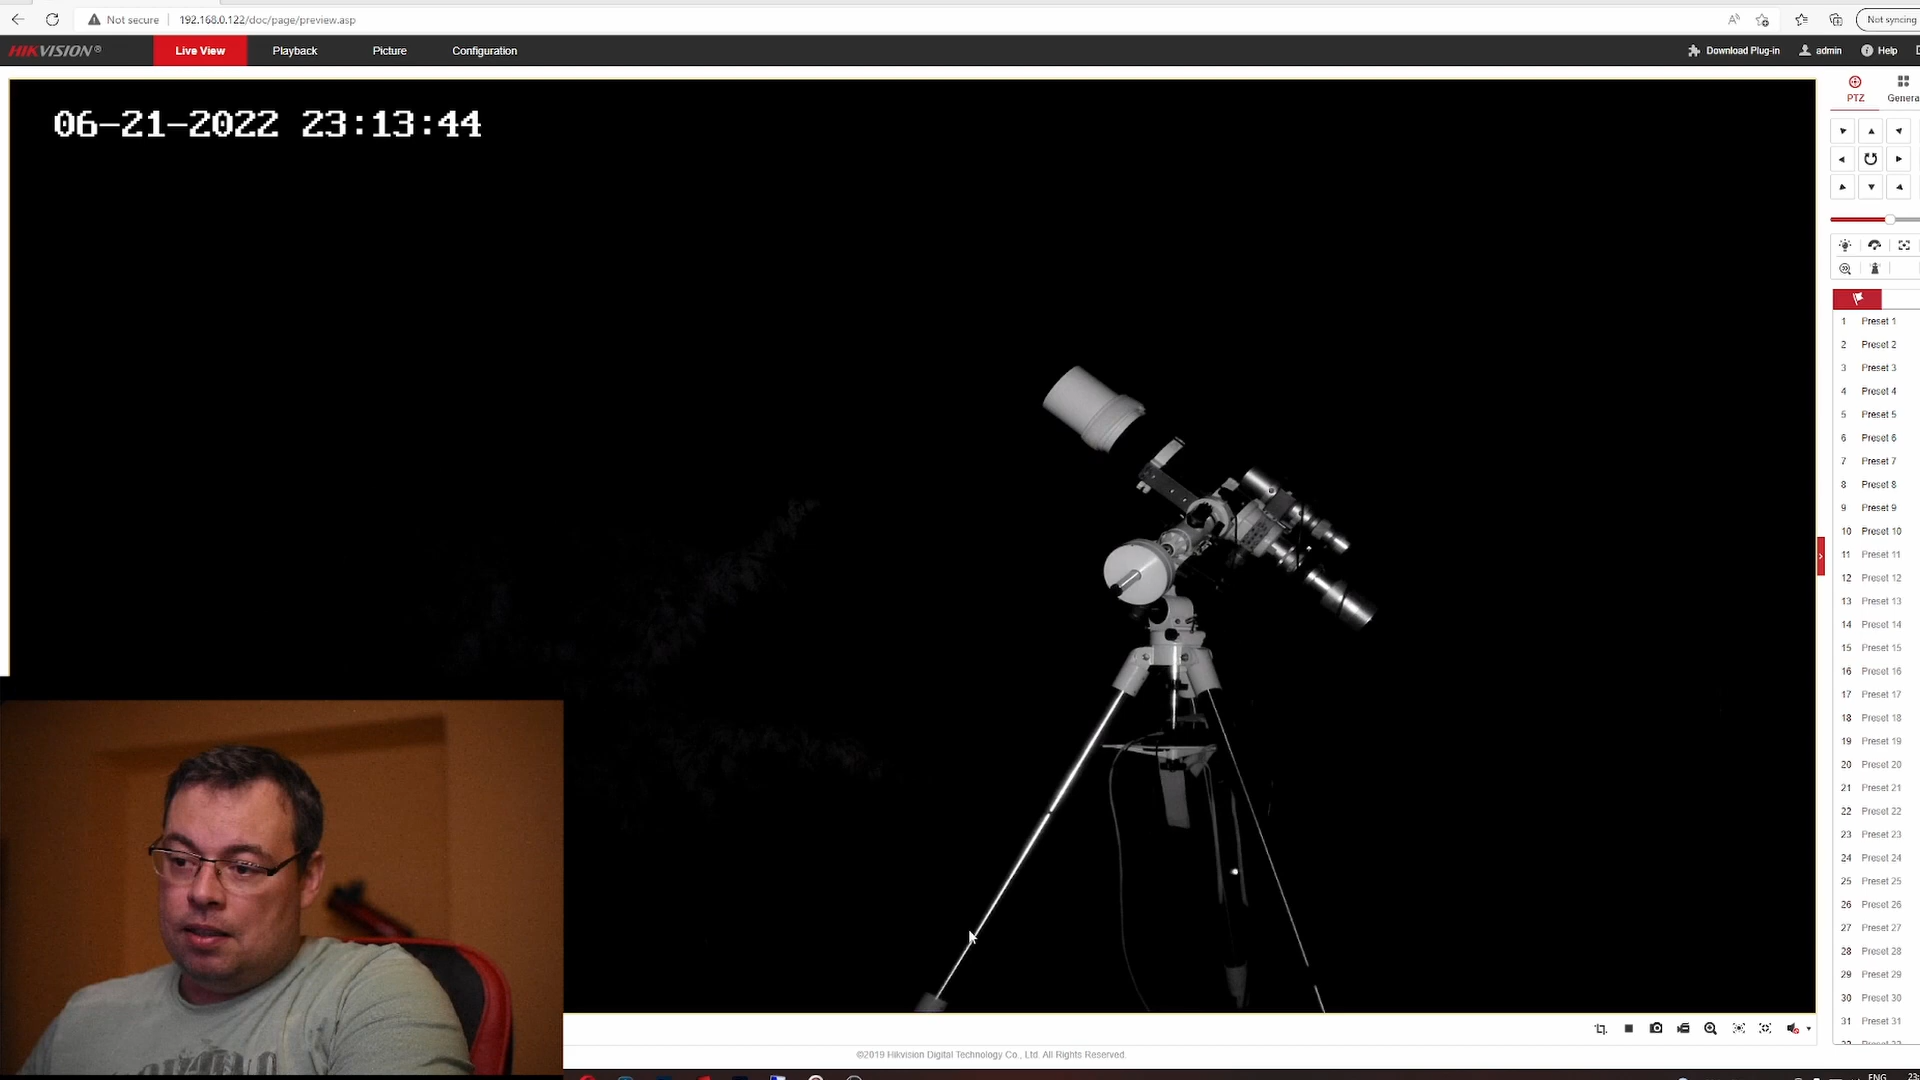 Not secure 192.168.0.122/doc/page/preview.asp
Not syncing
HIKVISION®
Live View
Playback
Picture
Configuration
Download Plug-in
admin
Help
06-21-2022 23:13:44
PTZ
Genera
1 Preset 1
2 Preset 2
3 Preset 3
4 Preset 4
5 Preset 5
6 Preset 6
7 Preset 7
8 Preset 8
9 Preset 9
10 Preset 10
11 Preset 11
12 Preset 12
13 Preset 13
14 Preset 14
15 Preset 15
16 Preset 16
17 Preset 17
18 Preset 18
19 Preset 19
20 Preset 20
21 Preset 21
22 Preset 22
23 Preset 23
24 Preset 24
25 Preset 25
26 Preset 26
27 Preset 27
28 Preset 28
29 Preset 29
30 Preset 30
31 Preset 31
©2019 Hikvision Digital Technology Co., Ltd. All Rights Reserved.
ENG